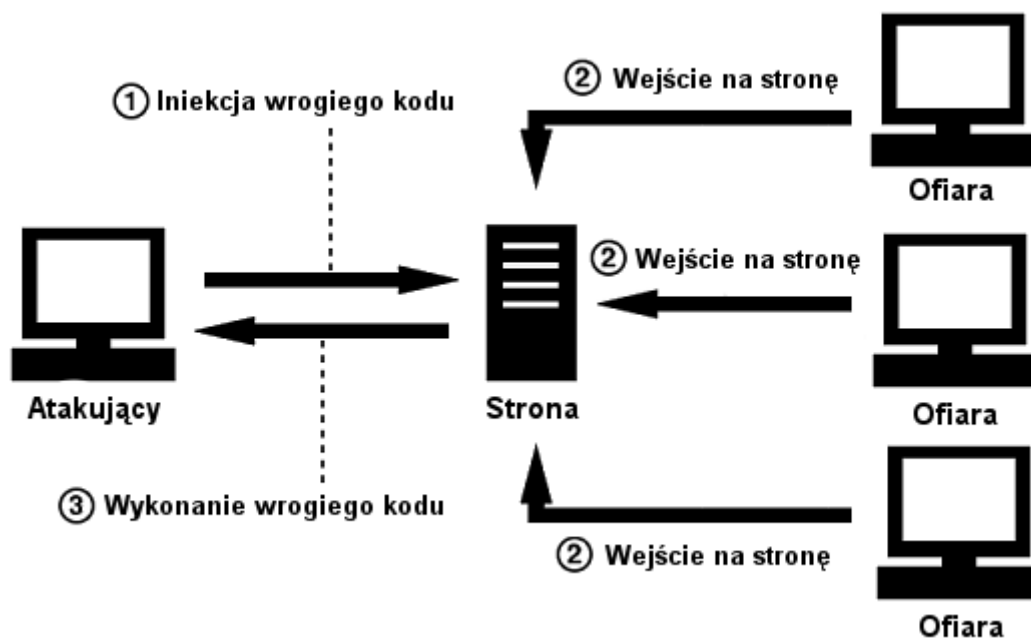 ① Iniekcja wrogiego kodu
② Wejście na stronę
Ofiara
② Wejście na stronę
Atakujący
Strona
Ofiara
③ Wykonanie wrogiego kodu
② Wejście na stronę
Ofiara